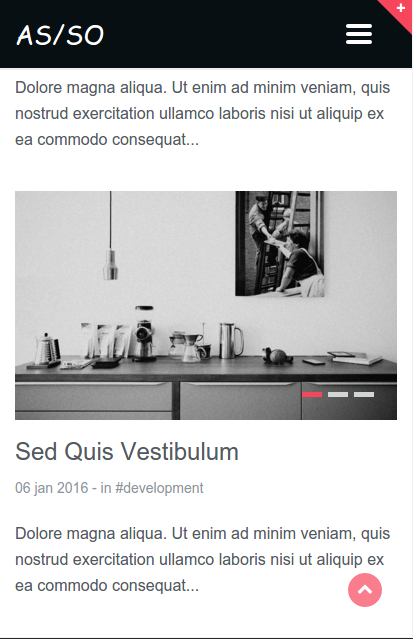 AS/SO
Dolore magna aliqua. Ut enim ad minim veniam, quis
nostrud exercitation ullamco laboris nisi ut aliquip ex
ea commodo consequat...
Sed Quis Vestibulum
06 jan 2016 - in #development
Dolore magna aliqua. Ut enim ad minim veniam, quis
nostrud exercitation ullamco laboris nisi ut aliquip ex
ea commodo consequat...